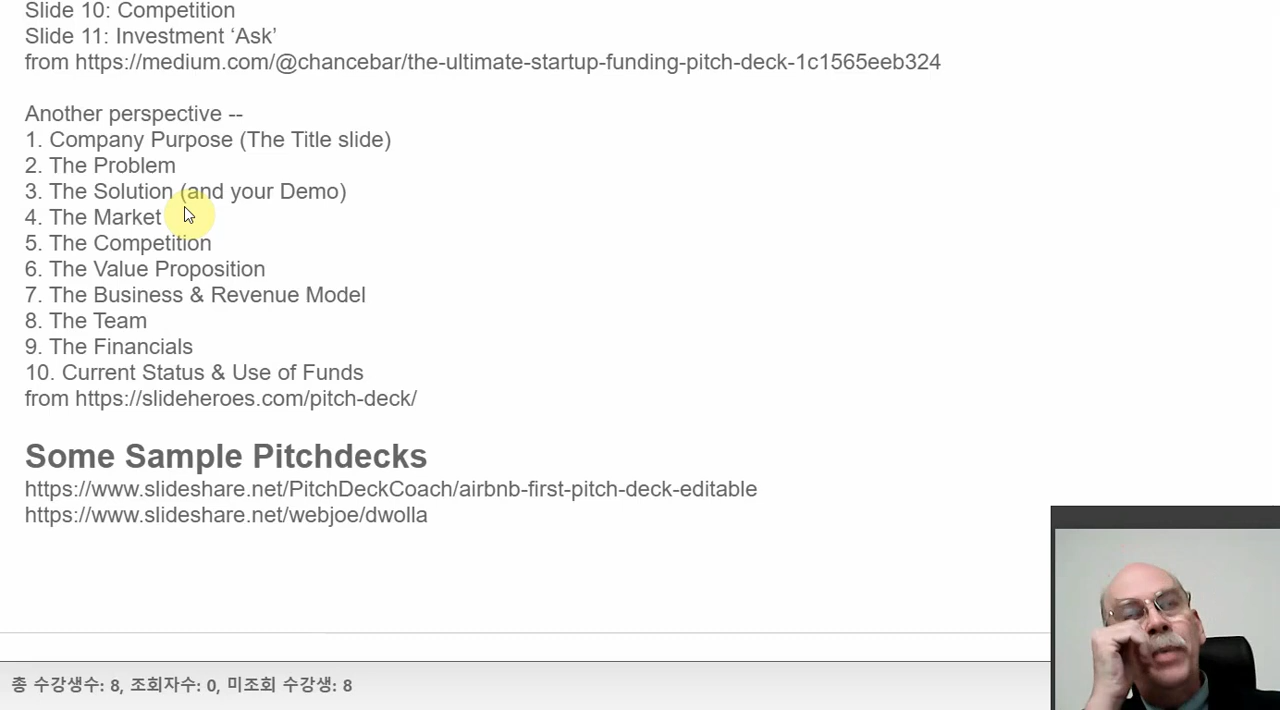 Slide 10: Competition
Slide 11: Investment ‘Ask’
from https://medium.com/@chancebar/the-ultimate-startup-funding-pitch-deck-1c1565eeb324
Another perspective --
1. Company Purpose (The Title slide)
2. The Problem
3. The Solution (and your Demo)
4. The Market
5. The Competition
6. The Value Proposition
7. The Business & Revenue Model
8. The Team
9. The Financials
10. Current Status & Use of Funds
from https://slideheroes.com/pitch-deck/
Some Sample Pitchdecks
https://www.slideshare.net/PitchDeckCoach/airbnb-first-pitch-deck-editable
https://www.slideshare.net/webjoe/dwolla
총 수강생수: 8, 조회자수: 0, 미조회 수강생: 8